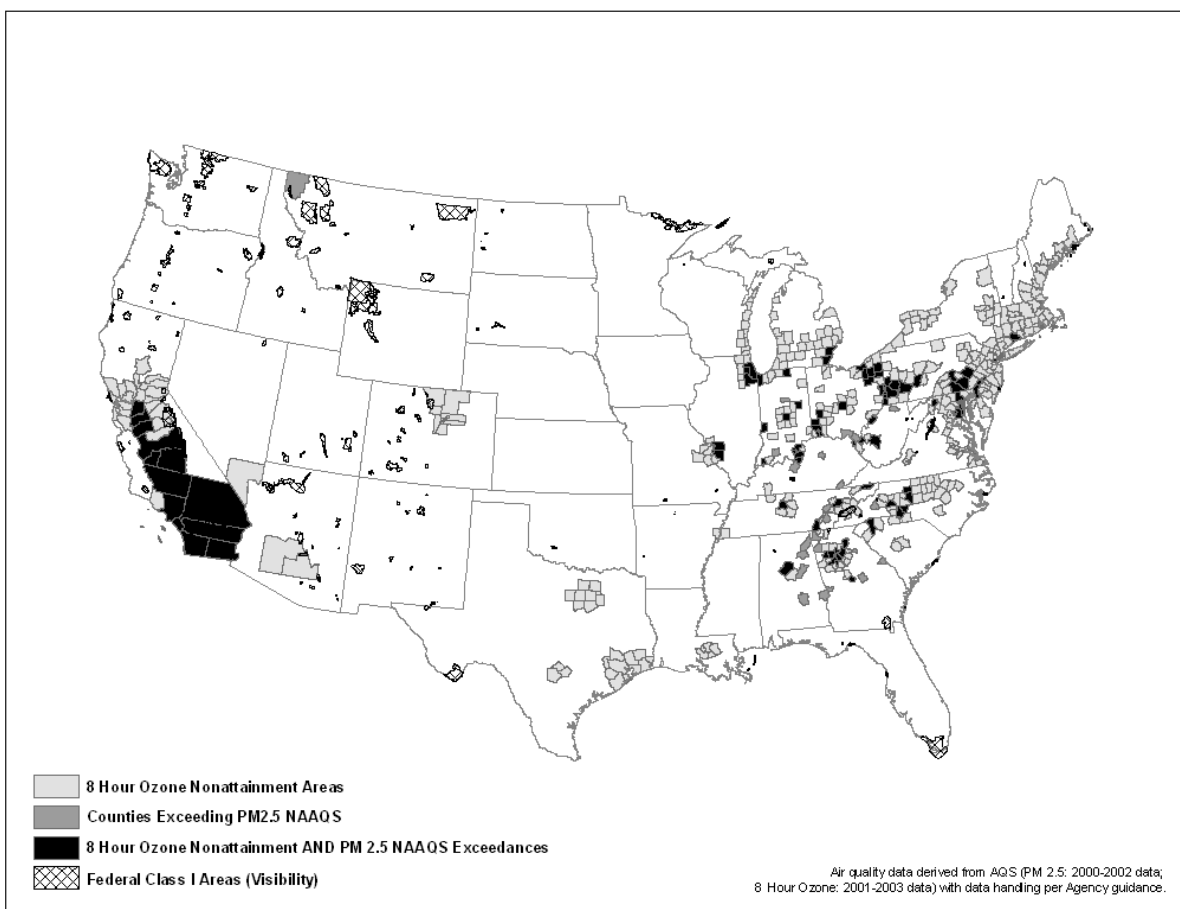 8 Hour Ozone Nonattainment Areas
Counties Exceeding PM2.5 NAAQS
8 Hour Ozone Nonattainment AND PM 2.5 NAAQS Exceedances
Federal Class I Areas (Visibility)
Air quality data derived from AQS (PM 2.5: 2000-2002 data;
8 Hour Ozone: 2001-2003 data) with data handling per Agency guidance.